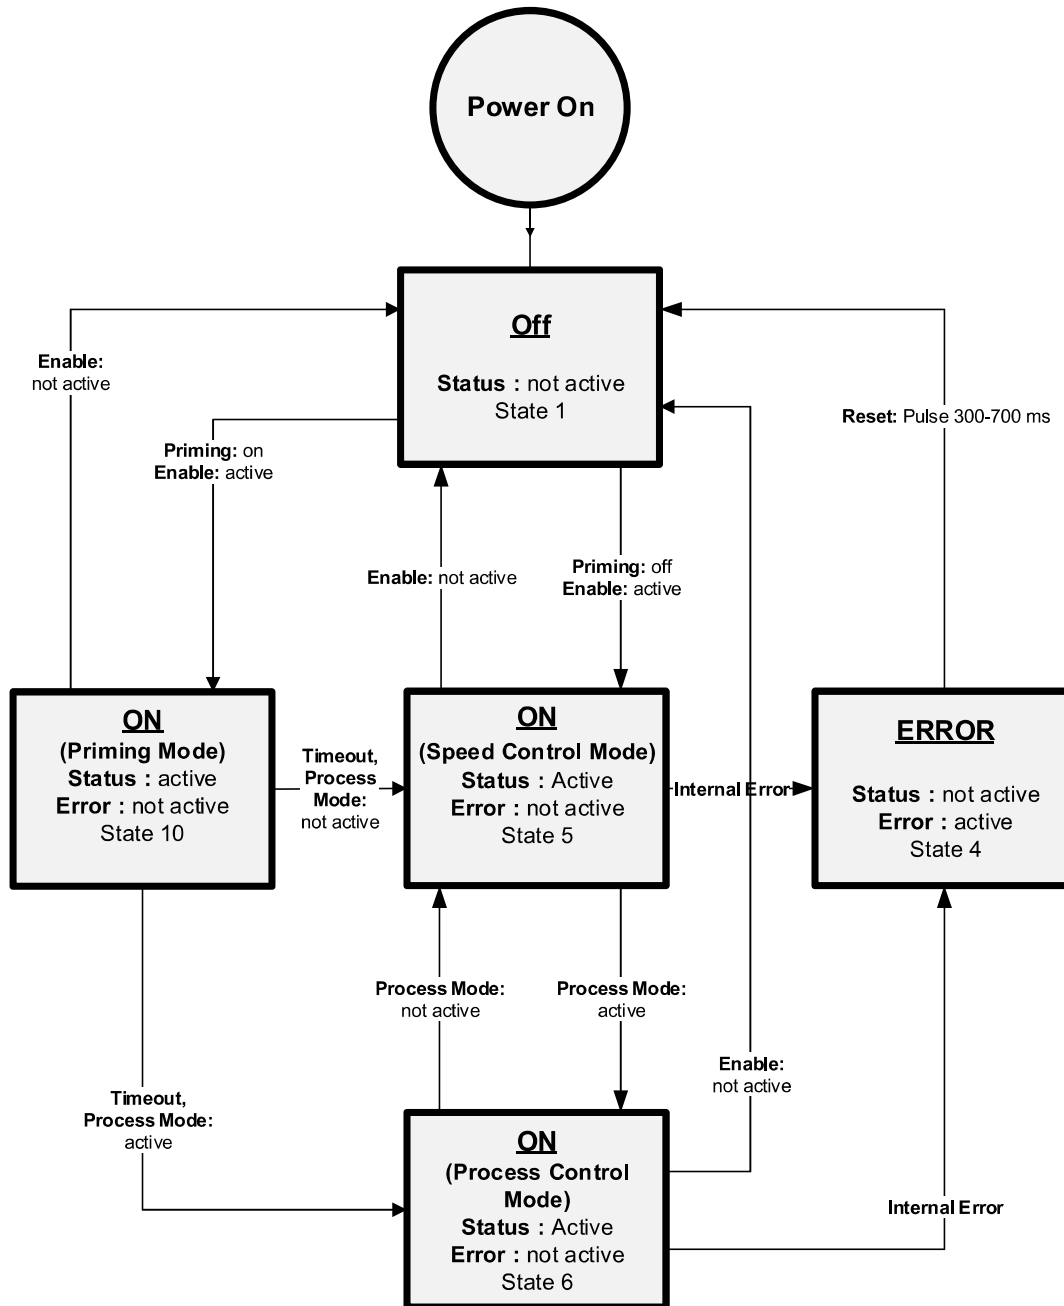 Power On
Off
Status : not active
State 1
Enable:
not active
Priming: on
Enable: active
Reset: Pulse 300-700 ms
Enable: not active
Priming: off
Enable: active
ON
(Priming Mode)
Status : active
Error : not active
State 10
Timeout,
Process
Mode:
not active
ON
(Speed Control Mode)
Status : Active
Error : not active
State 5
Internal Error
ERROR
Status : not active
Error : active
State 4
Process Mode:
not active
Process Mode:
active
Enable:
not active
Timeout,
Process Mode:
active
ON
(Process Control
Mode)
Status : Active
Error : not active
State 6
Internal Error